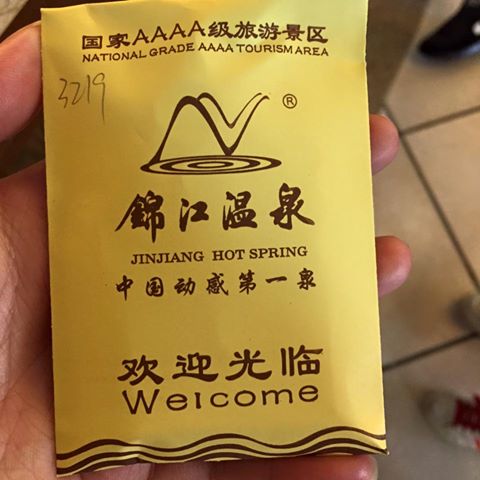 国家AAAA级旅游景区
NATIONAL GRADE AAAA TOURISM AREA
3219
®
錦江温泉
JINJIANG HOT SPRING
中国动感第一泉
欢迎光临
Welcome